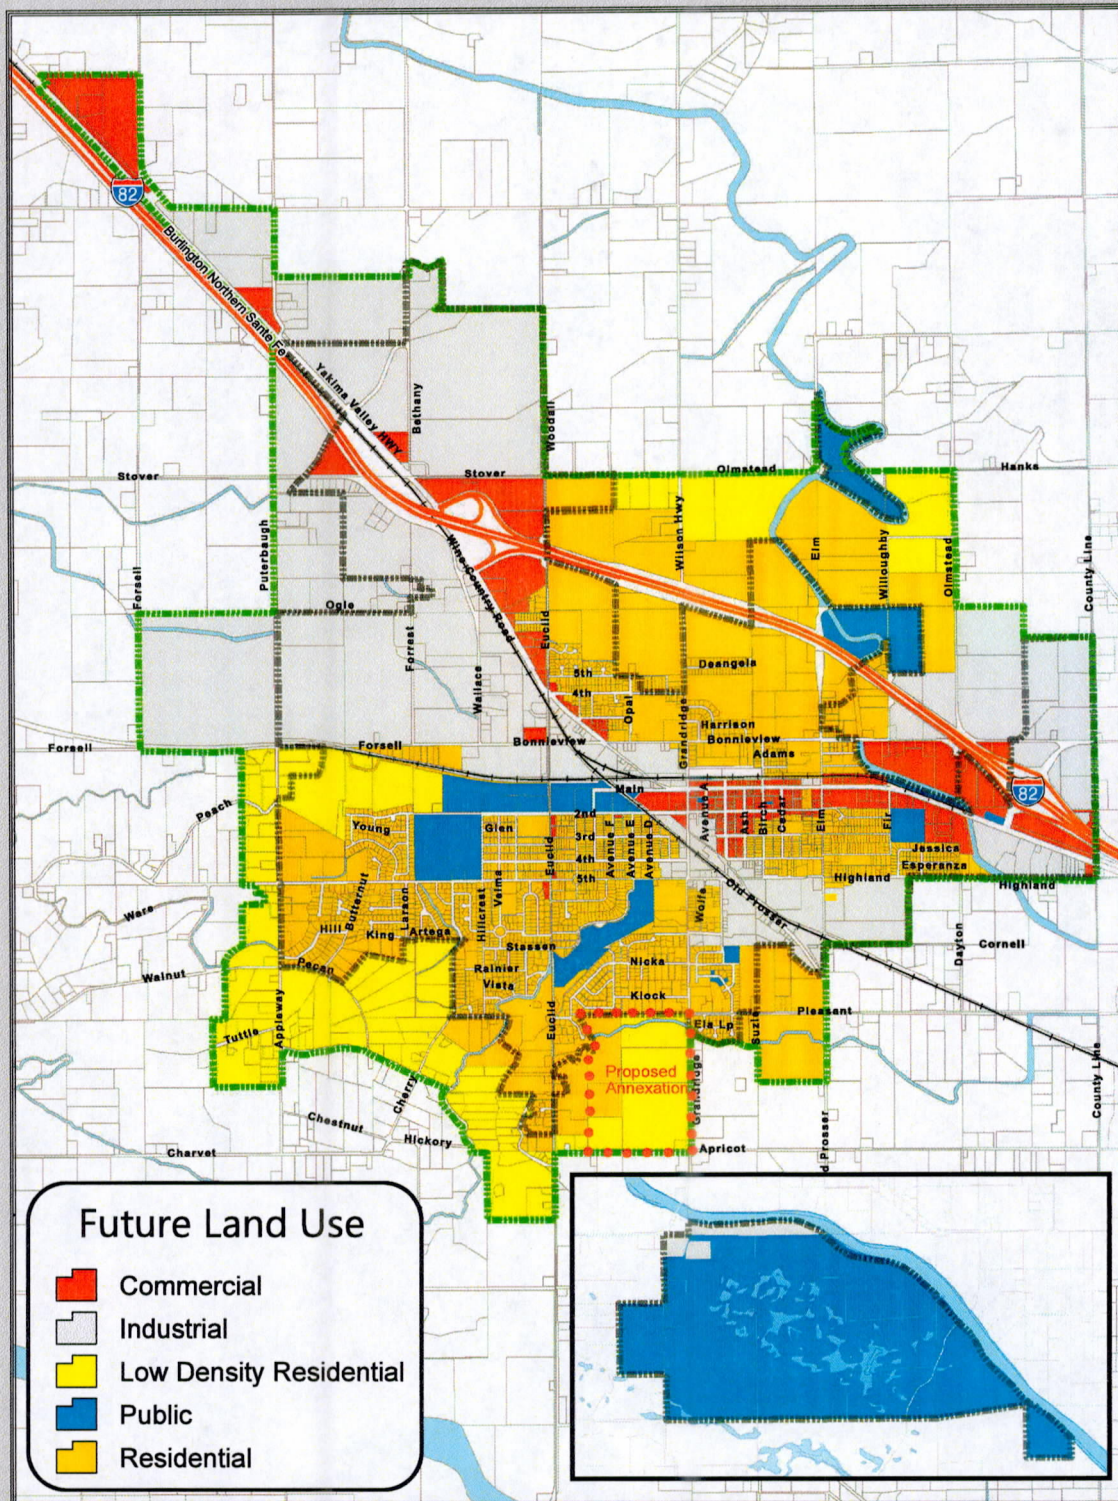 82
Burlington Northern Sante Fe
Yakima Valley HWY
Bethany
Woodall
Stover
Stover
Olmstead
Hanks
Puterbaugh
Forsell
Wine Country Road
Wilson Hwy
Elm
Willoughby
Olmstead
County Line
Ogle
Forrest
Euclid
Wallace
5th
4th
Opal
Deangela
Grandridge
Harrison
Bonnieview
Adams
Forsell
Forsell
Bonnieview
82
Main
Peach
Young
Glen
2nd
3rd
4th
5th
Euclid
Avenue F
Avenue E
Avenue D
Avenue A
Ash
Birch
Cedar
Elm
Fir
Jessica
Esperanza
Highland
Highland
Butternut
Larson
Hillcrest
Velma
Old Prosser
Wolfe
Ware
Hill
King
Artega
Stassen
Dayton
Cornell
Walnut
Pecan
Rainier
Vista
Nicka
Klock
Appleway
Tuttle
Euclid
Ela Lp
Suzie
Pleasant
Proposed
Annexation
Cherry
Chestnut
Hickory
Charvet
Apricot
County Line
Future Land Use
Commercial
Industrial
Low Density Residential
Public
Residential